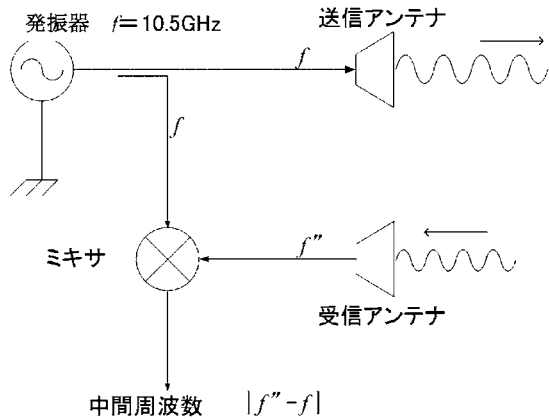 発振器 f=10.5GHz
送信アンテナ
f
f
ミキサ
f″
受信アンテナ
中間周波数 |f″-f|